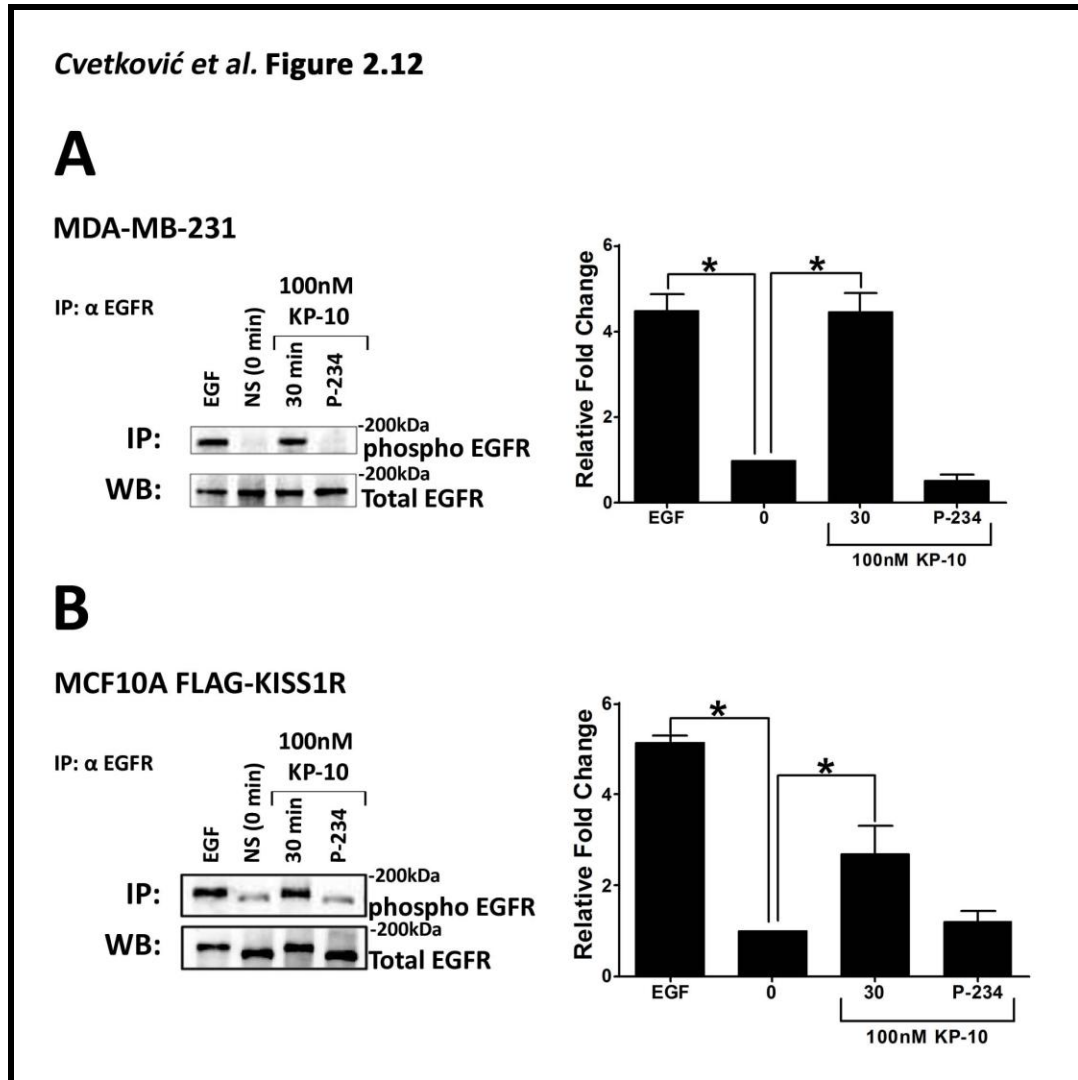 Cvetković et al. Figure 2.12
A
MDA-MB-231
IP: α EGFR
100nM
KP-10
EGF
NS (0 min)
30 min
P-234
IP:
-200kDa
phospho EGFR
WB:
-200kDa
Total EGFR
Relative Fold Change
6
4
2
0
*
*
EGF 0 30 P-234
100nM KP-10
B
MCF10A FLAG-KISS1R
IP: α EGFR
100nM
KP-10
EGF
NS (0 min)
30 min
P-234
IP:
-200kDa
phospho EGFR
WB:
-200kDa
Total EGFR
Relative Fold Change
6
4
2
0
*
*
EGF 0 30 P-234
100nM KP-10